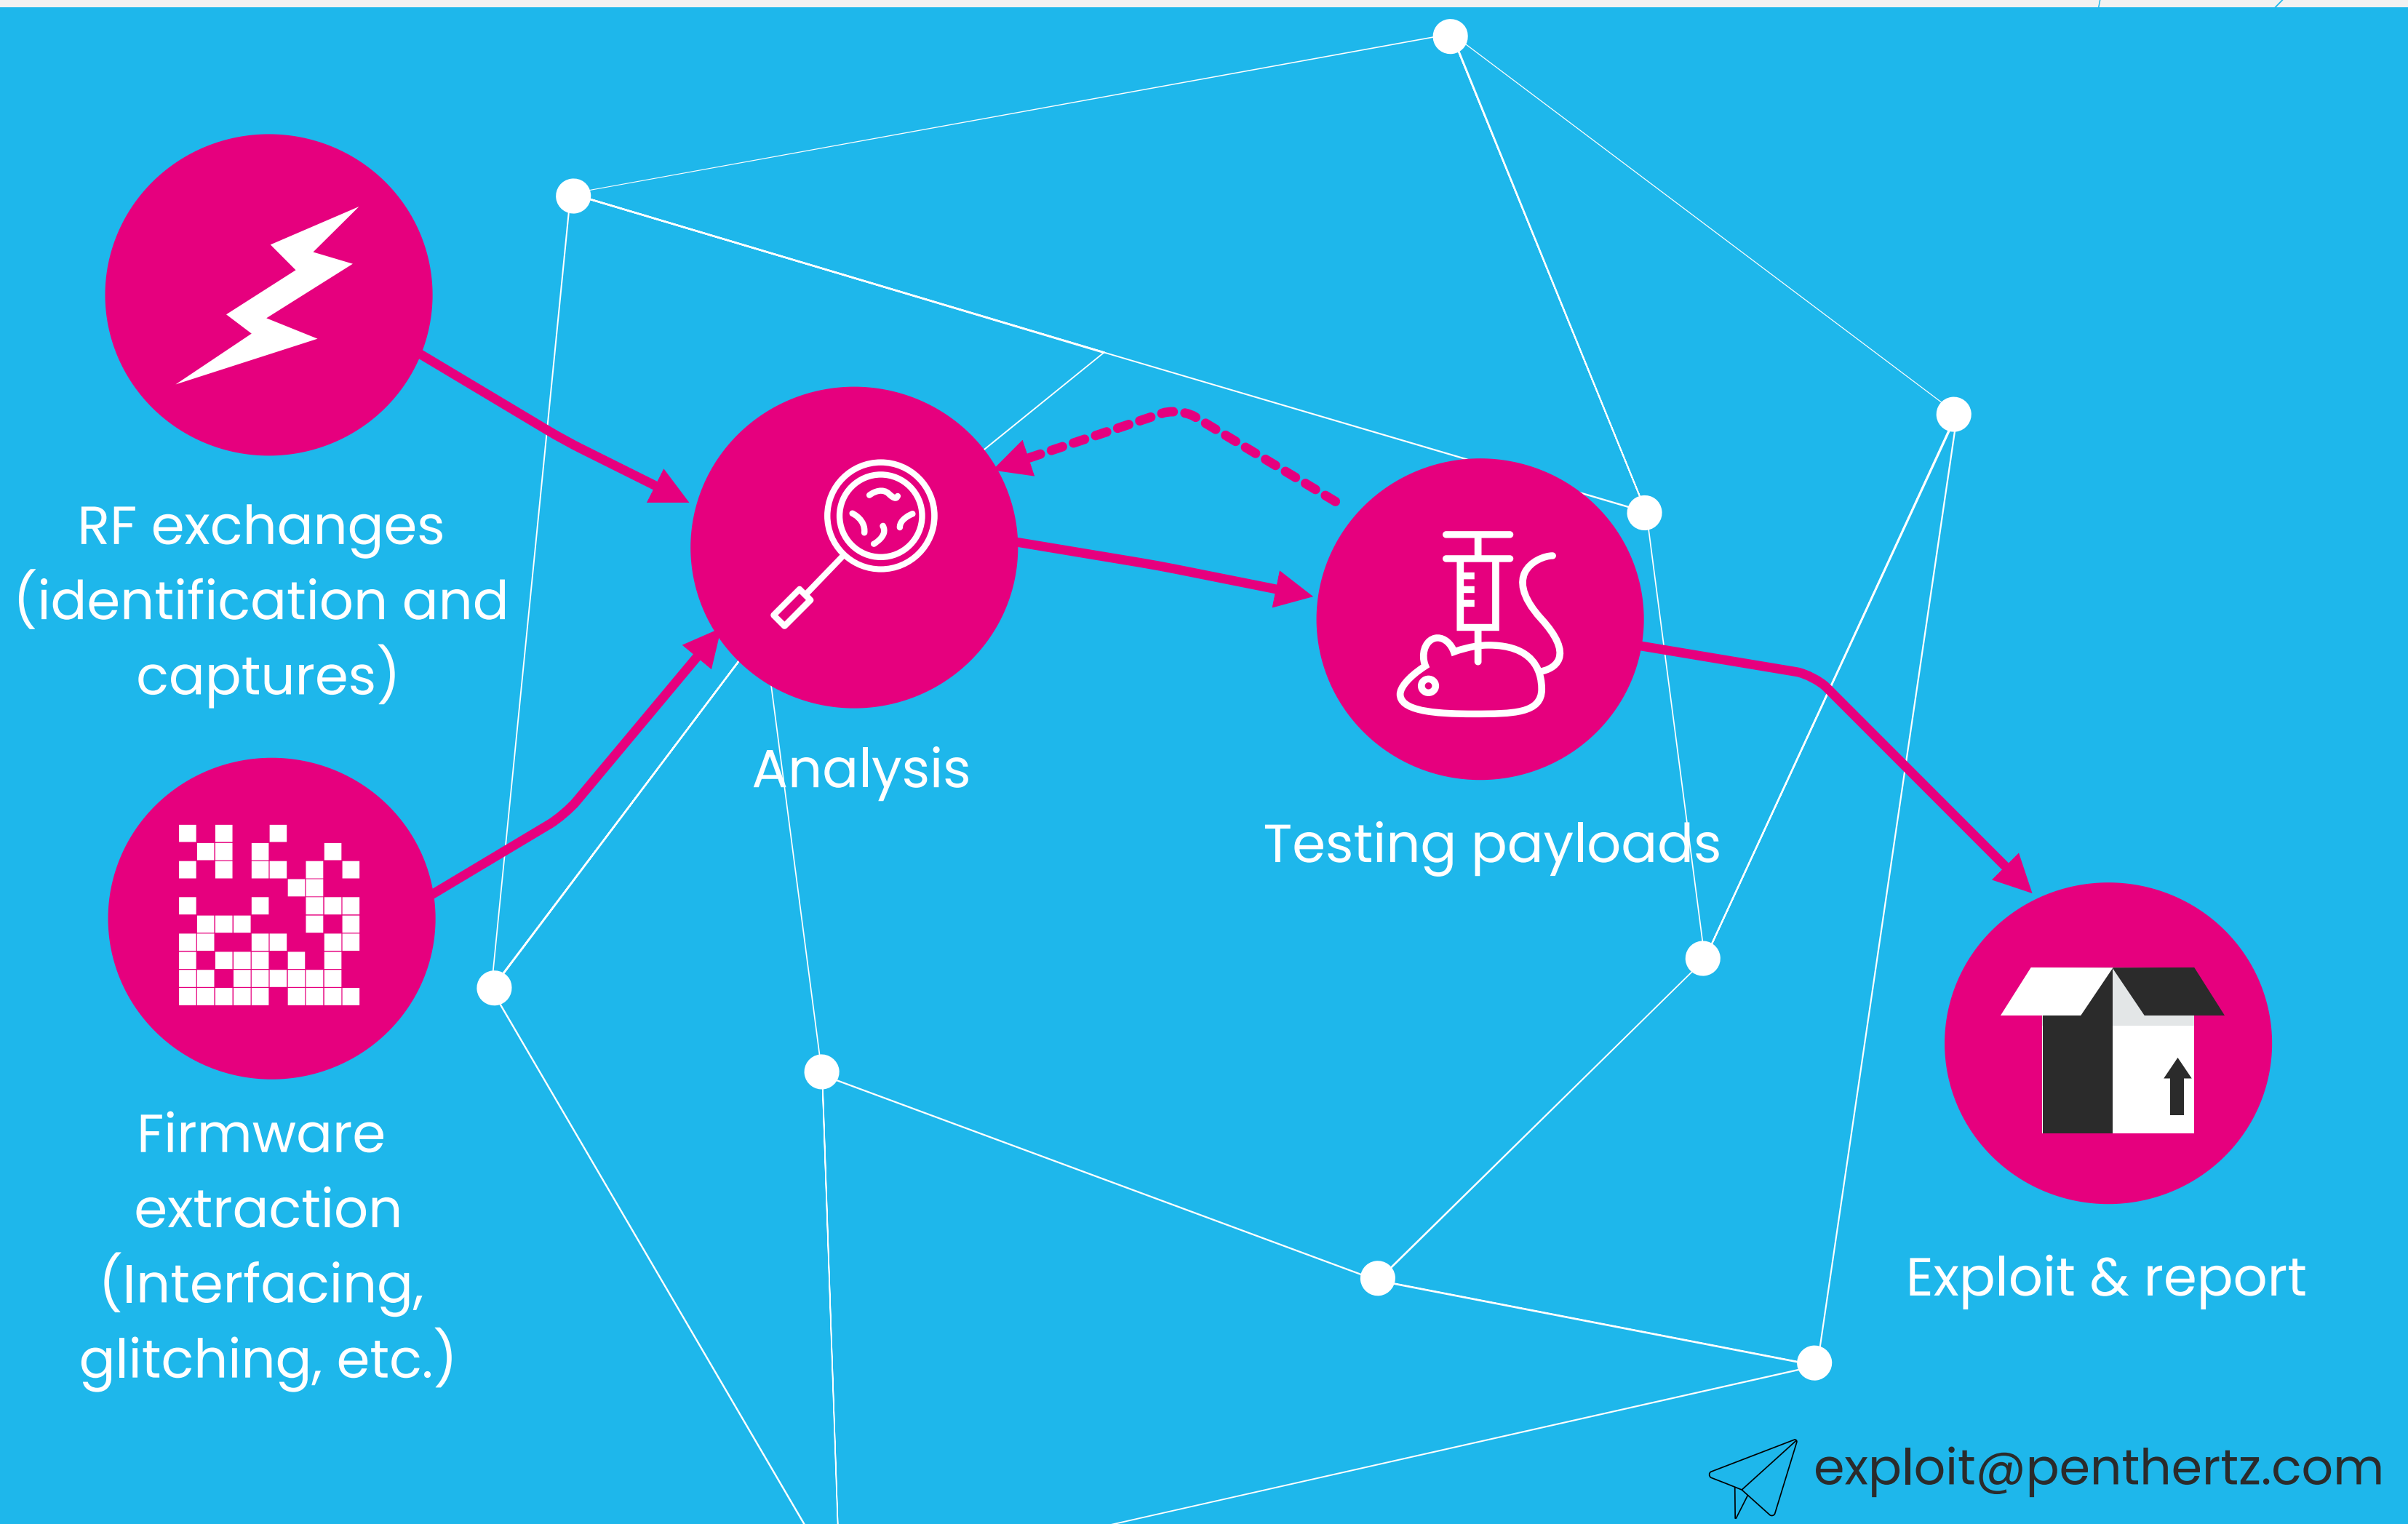 RF exchanges
(identification and
captures)
Analysis
Testing payloads
Firmware
extraction
(Interfacing,
glitching, etc.)
Exploit & report
exploit@penthertz.com